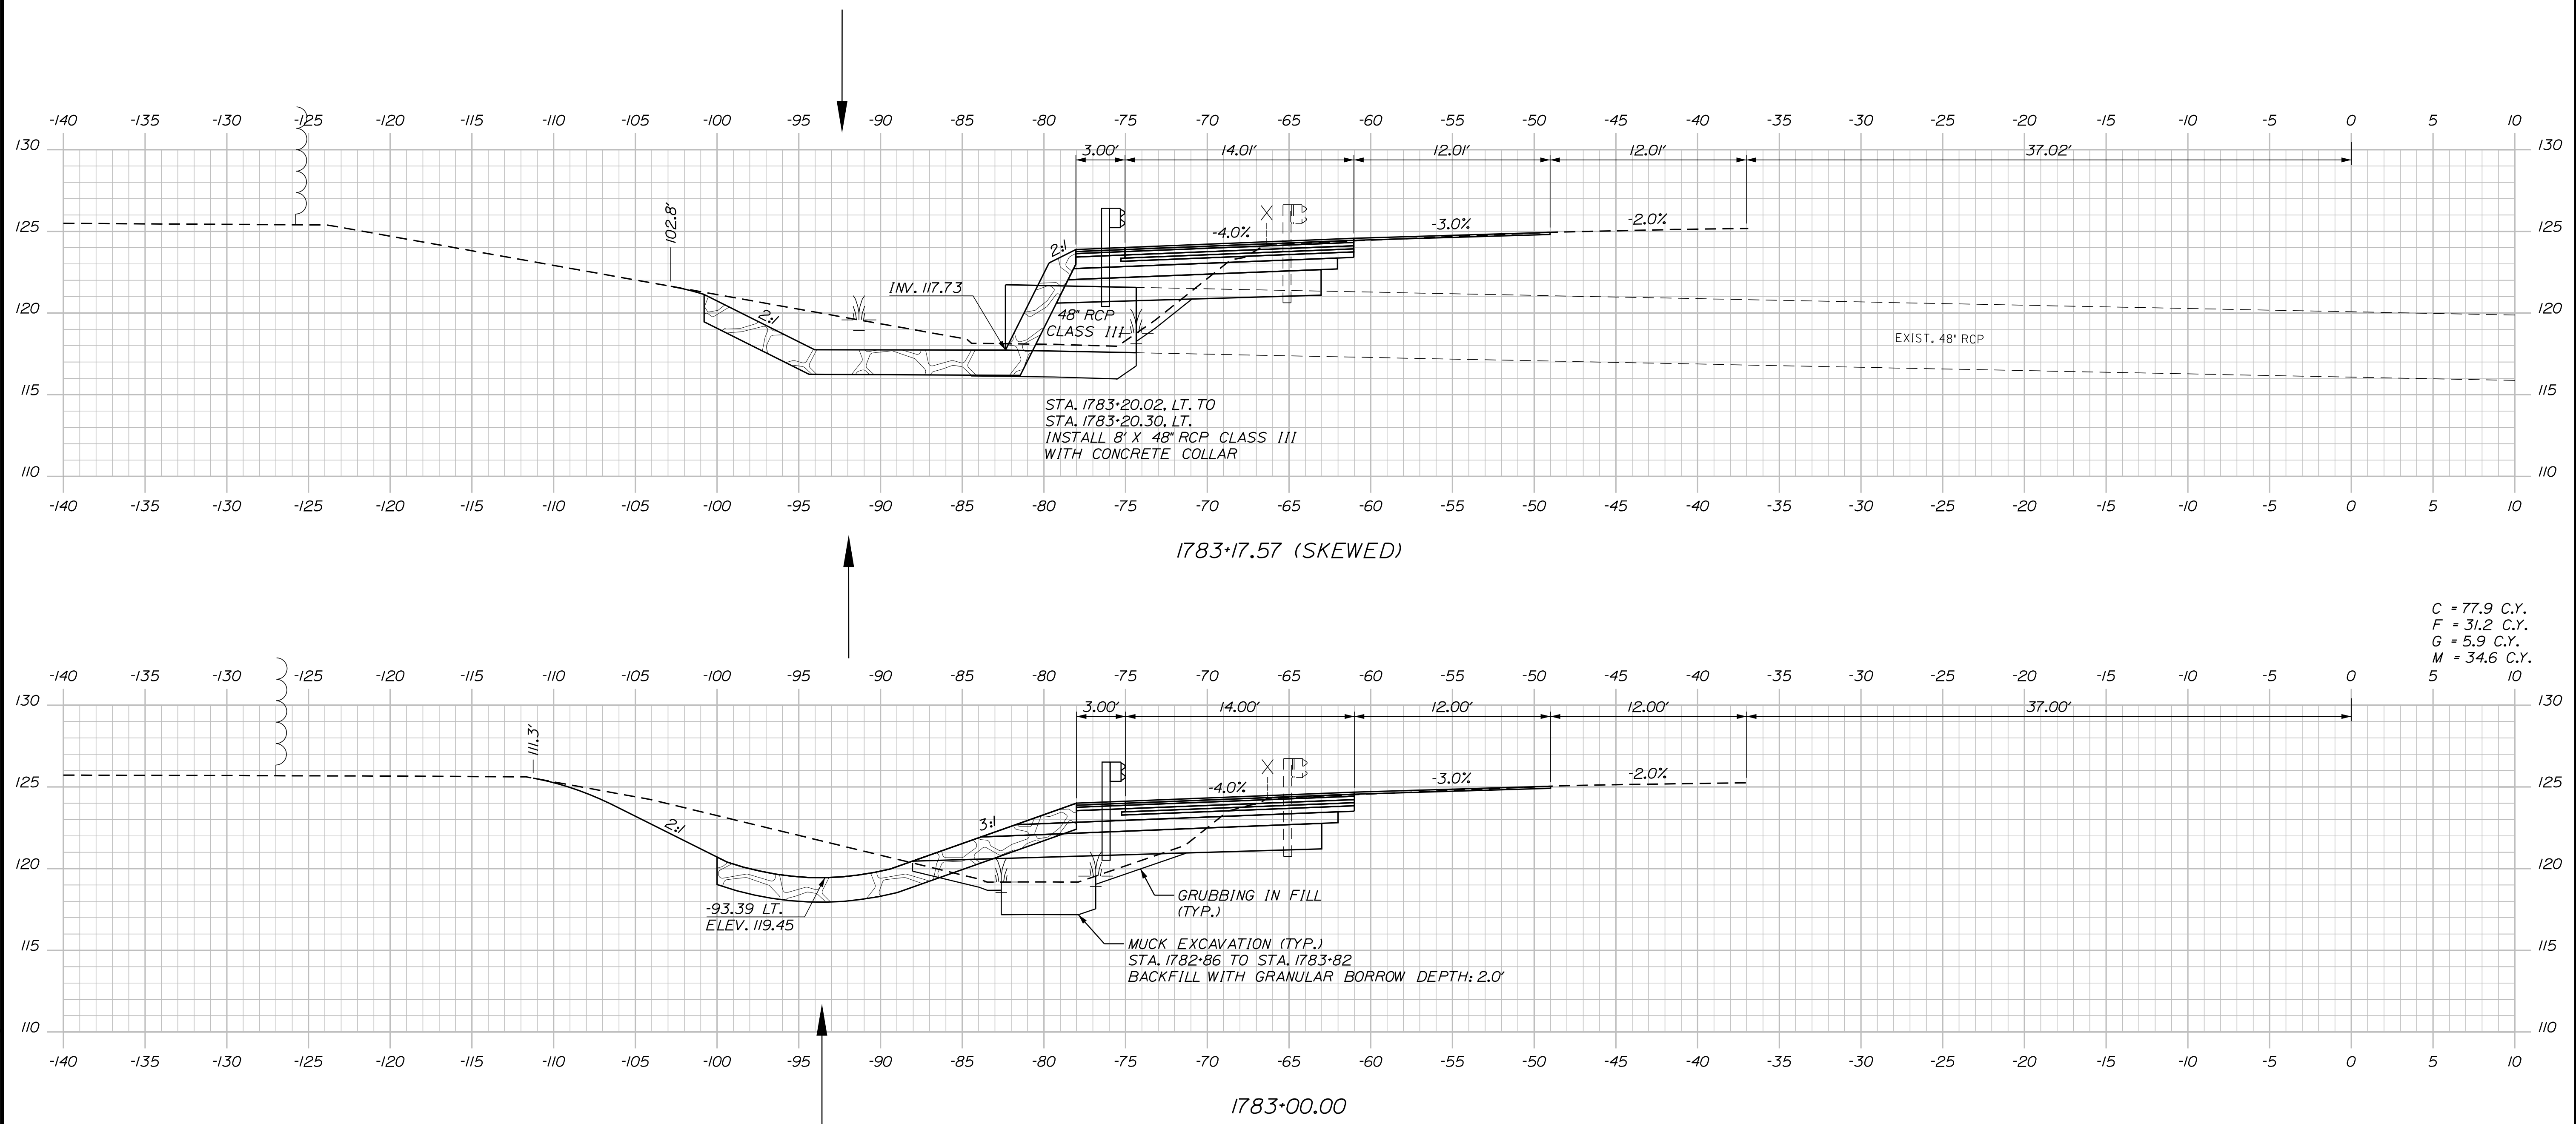 -140 -135 -130 -125 -120 -115 -110 -105 -100 -95 -90 -85 -80 -75 -70 -65 -60 -55 -50 -45 -40 -35 -30 -25 -20 -15 -10 -5 0 5 10
130 130
3.00' 14.01' 12.01' 12.01' 37.02'
102.8'
125 -4.0% -3.0% -2.0% 125
2:1
INV. 117.73
120 120
2:1
48" RCP
CLASS III
EXIST. 48" RCP
115 115
STA. 1783+20.02, LT. TO
STA. 1783+20.30, LT.
INSTALL 8' X 48" RCP CLASS III
WITH CONCRETE COLLAR
110 110
-140 -135 -130 -125 -120 -115 -110 -105 -100 -95 -90 -85 -80 -75 -70 -65 -60 -55 -50 -45 -40 -35 -30 -25 -20 -15 -10 -5 0 5 10
1783+17.57 (SKEWED)
C = 77.9 C.Y.
F = 31.2 C.Y.
G = 5.9 C.Y.
M = 34.6 C.Y.
-140 -135 -130 -125 -120 -115 -110 -105 -100 -95 -90 -85 -80 -75 -70 -65 -60 -55 -50 -45 -40 -35 -30 -25 -20 -15 -10 -5 0 5 10
130 130
3.00' 14.00' 12.00' 12.00' 37.00'
111.3'
125 -4.0% -3.0% -2.0% 125
2:1 3:1
120 120
-93.39 LT.
ELEV. 119.45
GRUBBING IN FILL
(TYP.)
115 115
MUCK EXCAVATION (TYP.)
STA. 1782+86 TO STA. 1783+82
BACKFILL WITH GRANULAR BORROW DEPTH: 2.0'
110 110
-140 -135 -130 -125 -120 -115 -110 -105 -100 -95 -90 -85 -80 -75 -70 -65 -60 -55 -50 -45 -40 -35 -30 -25 -20 -15 -10 -5 0 5 10
1783+00.00